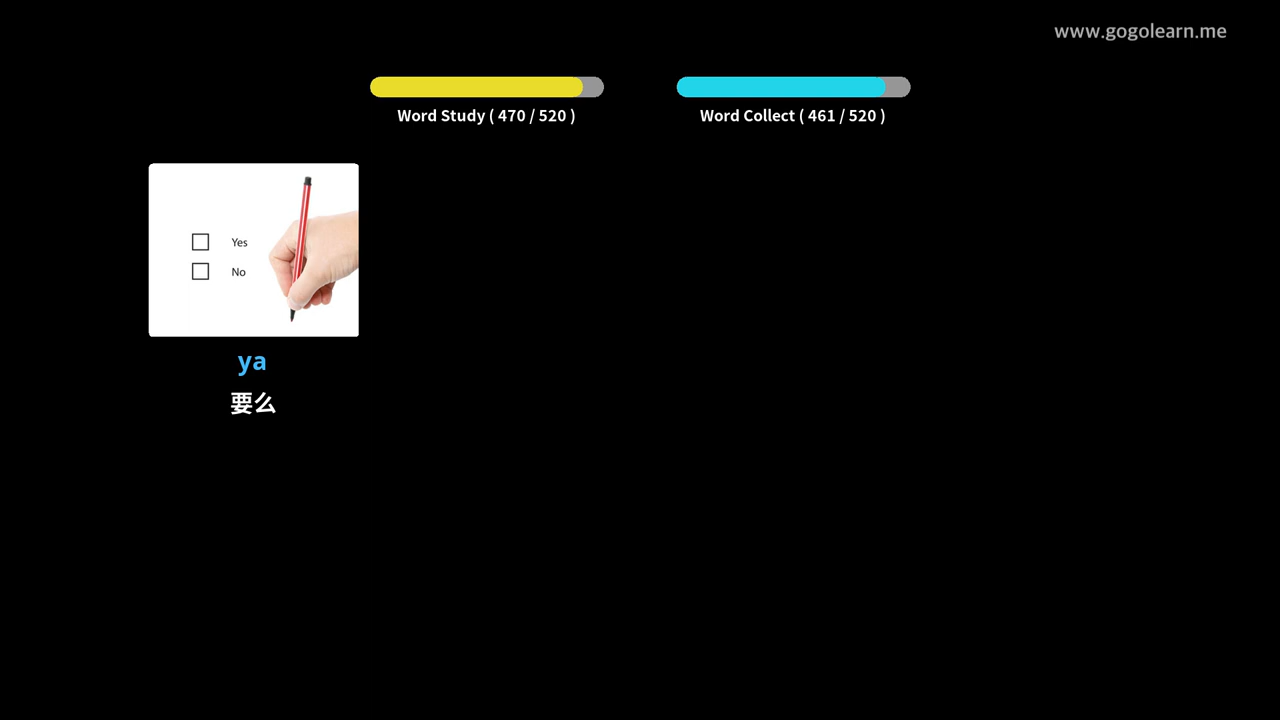 www.gogolearn.me
Word Study ( 470 / 520 )
Word Collect ( 461 / 520 )
Yes
No
ya
要么